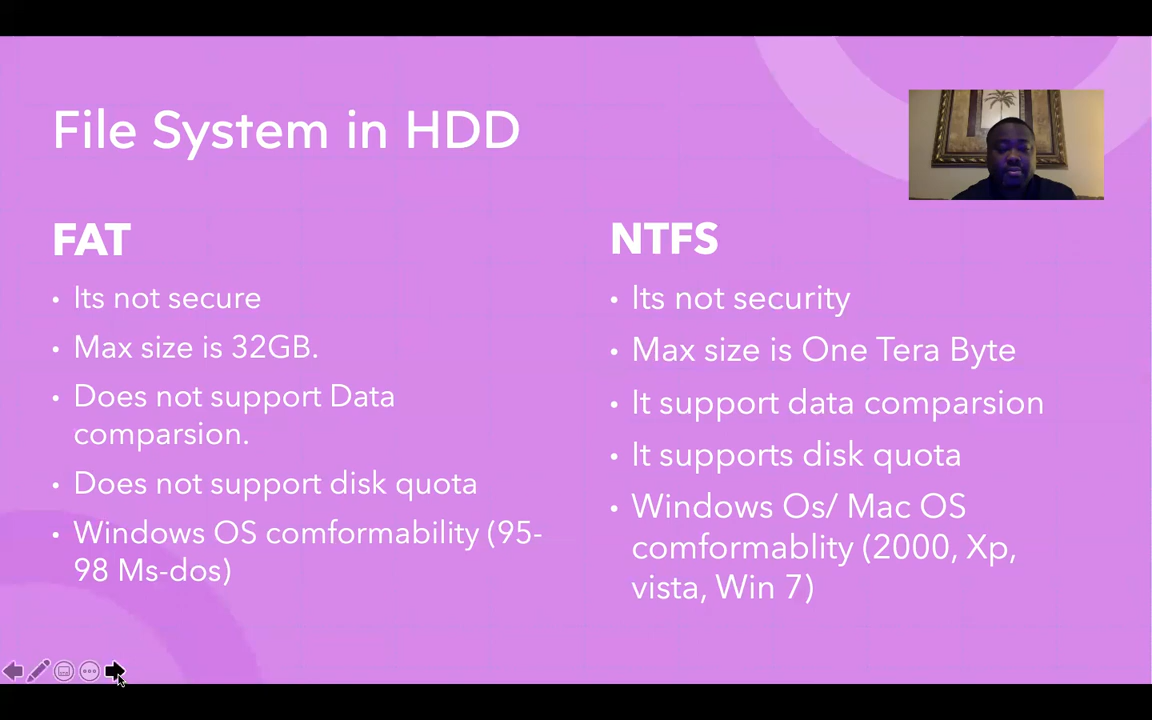 File System in HDD
FAT
• Its not secure
• Max size is 32GB.
• Does not support Data
comparsion.
• Does not support disk quota
• Windows OS comformability (95-
98 Ms-dos)
NTFS
• Its not security
• Max size is One Tera Byte
• It support data comparsion
• It supports disk quota
• Windows Os/ Mac OS
comformablity (2000, Xp,
vista, Win 7)